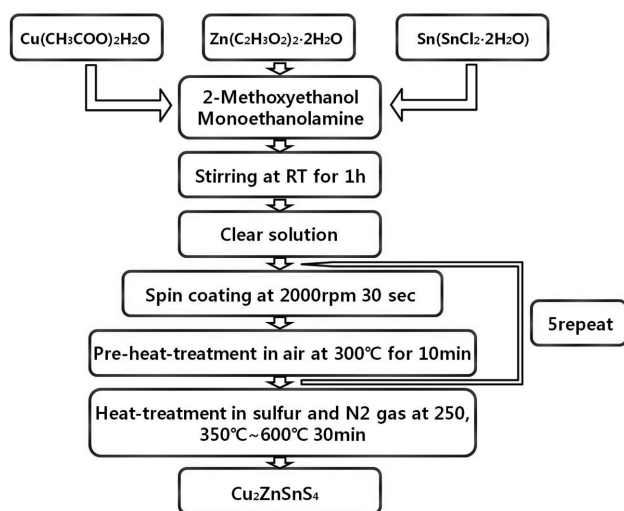 Cu(CH3COO)2H2O
Zn(C2H3O2)2·2H2O
Sn(SnCl2·2H2O)
2-Methoxyethanol
Monoethanolamine
Stirring at RT for 1h
Clear solution
Spin coating at 2000rpm 30 sec
5repeat
Pre-heat-treatment in air at 300℃ for 10min
Heat-treatment in sulfur and N2 gas at 250,
350℃~600℃ 30min
Cu₂ZnSnS₄